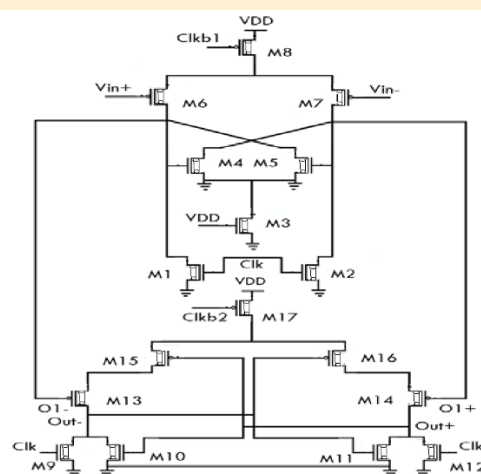 VDD
Clkb1
M8
Vin+
M6
M7
Vin-
M4 M5
VDD
M3
M1
Clk
M2
VDD
Clkb2
M17
M15
M16
M13
M14
O1-
O1+
Out-
Out+
Clk
M10
M11
Clk
M9
M12